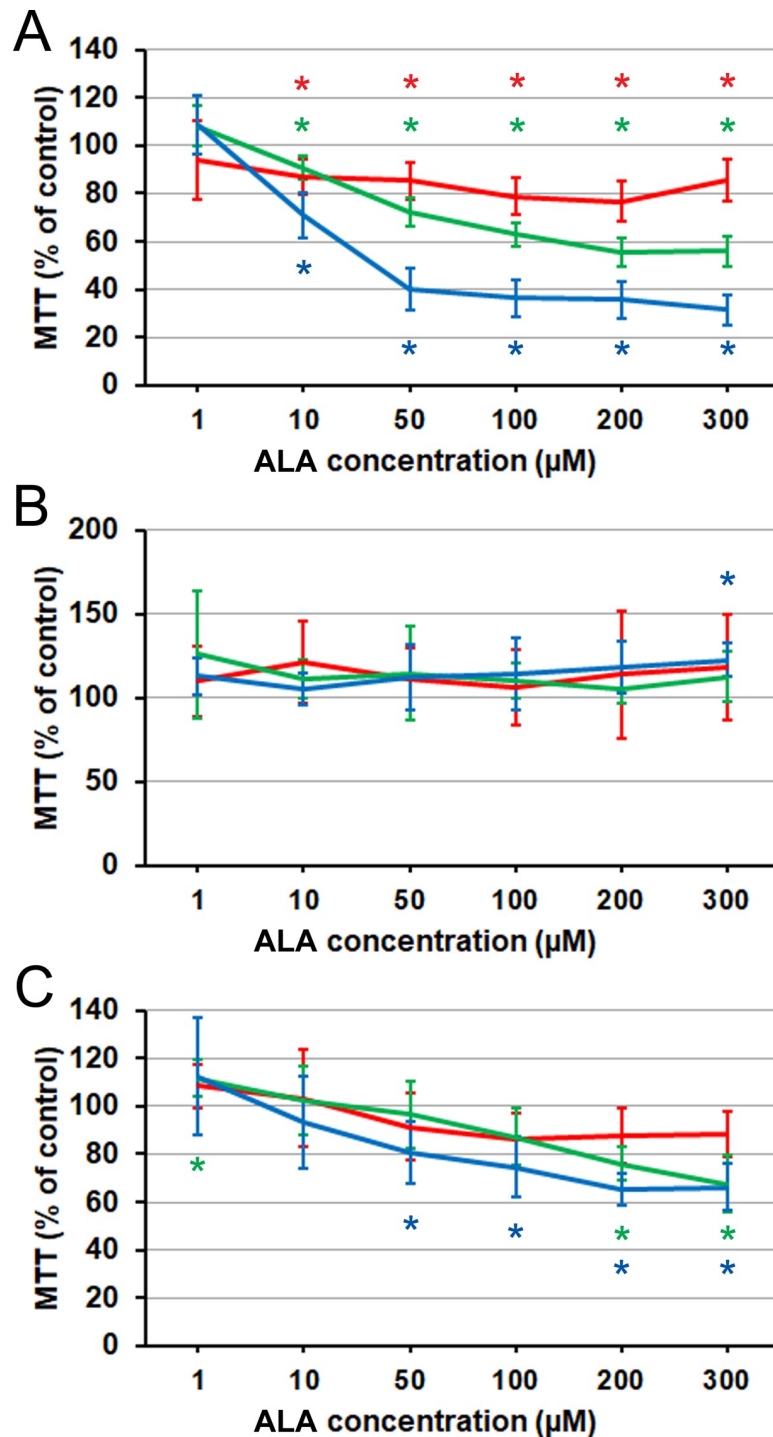 A
MTT (% of control)
140
120
100
80
60
40
20
0
* * * * *
* * * * *
*
* * * *
1 10 50 100 200 300
ALA concentration (µM)
B
MTT (% of control)
200
150
100
50
0
*
1 10 50 100 200 300
ALA concentration (µM)
C
MTT (% of control)
140
120
100
80
60
40
20
0
*
* * * *
* *
1 10 50 100 200 300
ALA concentration (µM)